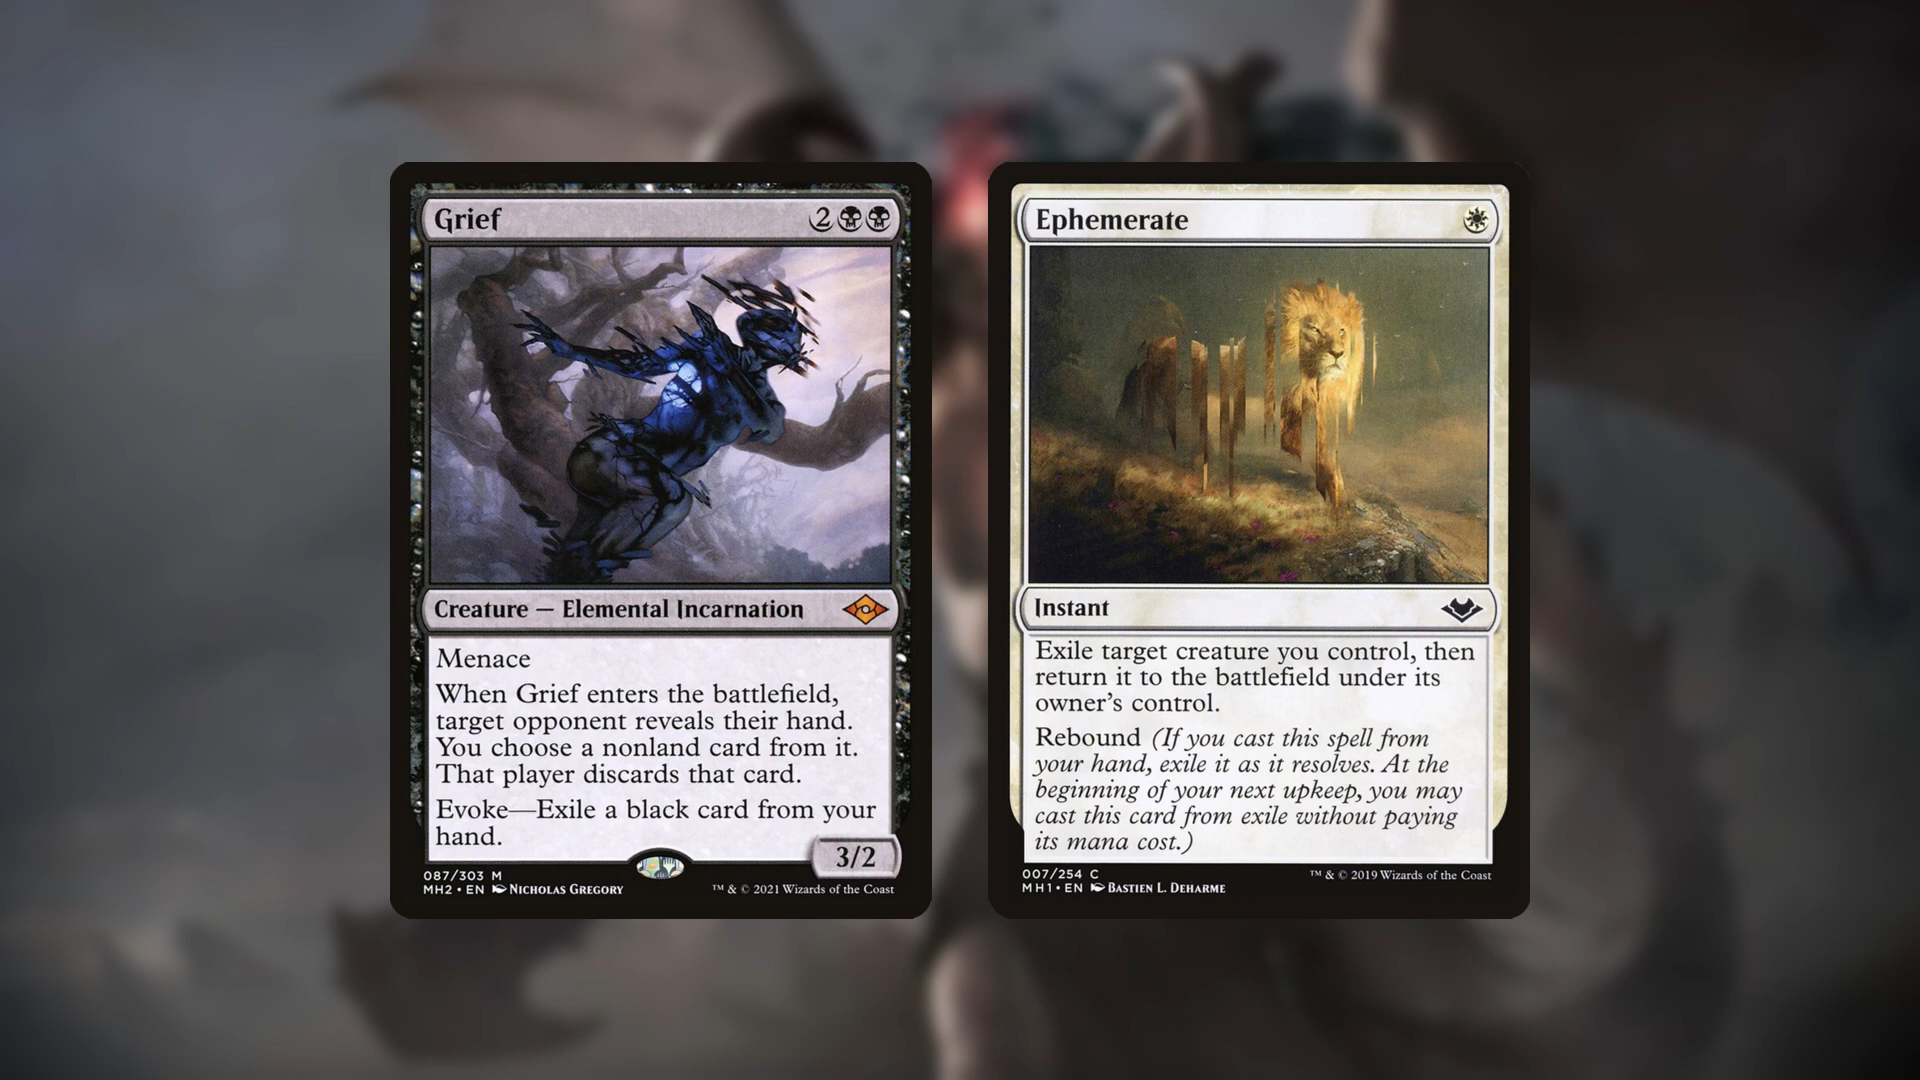 Grief
2
Creature — Elemental Incarnation
Menace
When Grief enters the battlefield,
target opponent reveals their hand.
You choose a nonland card from it.
That player discards that card.
Evoke—Exile a black card from your
hand.
3/2
087/303 M
MH2 • EN Nicholas Gregory
™ & © 2021 Wizards of the Coast
Ephemerate
Instant
Exile target creature you control, then
return it to the battlefield under its
owner's control.
Rebound (If you cast this spell from
your hand, exile it as it resolves. At the
beginning of your next upkeep, you may
cast this card from exile without paying
its mana cost.)
007/254 C
MH1 • EN Bastien L. Deharme
™ & © 2019 Wizards of the Coast